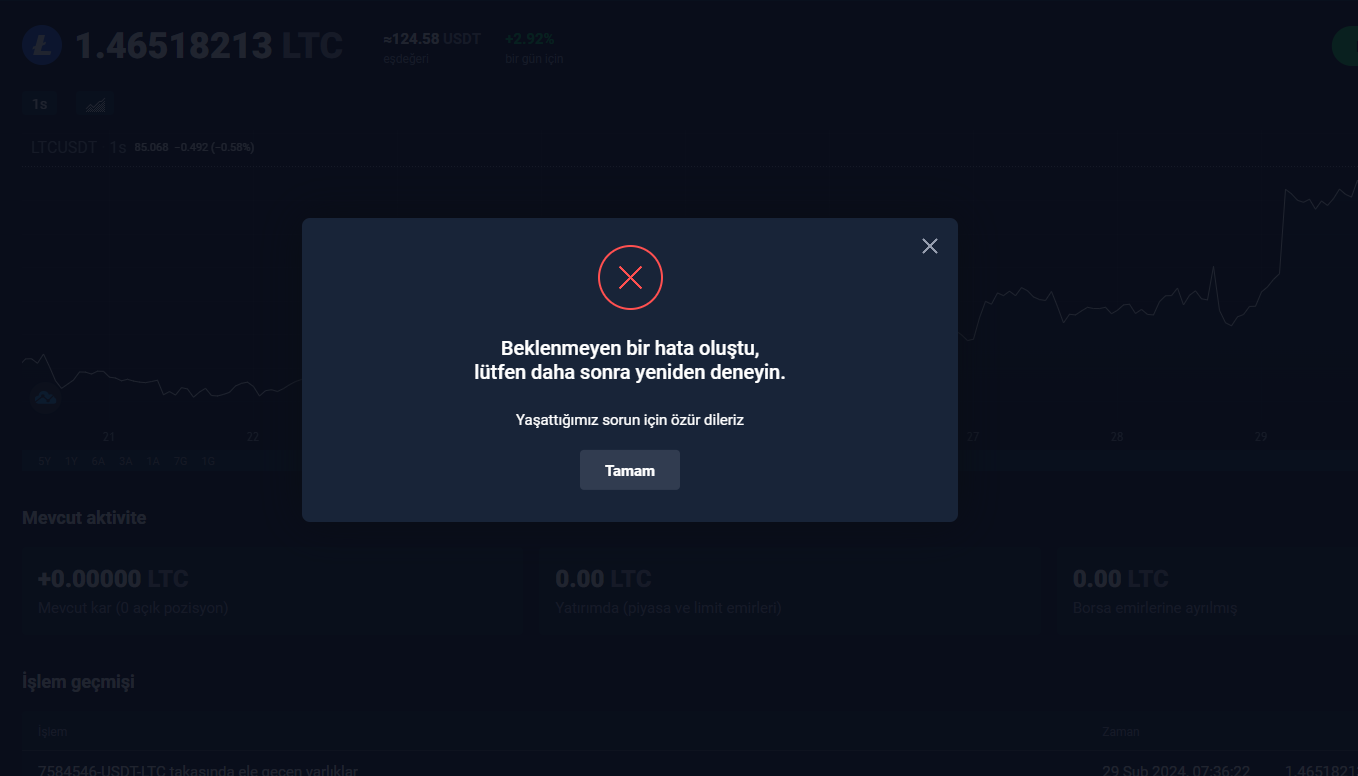 1.46518213 LTC
≈124.58 USDT +2.92%
eşdeğeri bir gün için
1s
LTCUSDT 1s 85.068 −0.492 (−0.58%)
Beklenmeyen bir hata oluştu,
lütfen daha sonra yeniden deneyin.
Yaşattığımız sorun için özür dileriz
Tamam
21 22 27 28 29
5Y 1Y 6A 3A 1A 7G 1G
Mevcut aktivite
+0.00000 LTC
Mevcut kar (0 açık pozisyon)
0.00 LTC
Yatırımda (piyasa ve limit emirleri)
0.00 LTC
Borsa emirlerine ayrılmış
İşlem geçmişi
İşlem Zaman
7584546-USDT-LTC takasında ele geçen varlıklar 29 Şub 2024, 07:36:22 1.4651821